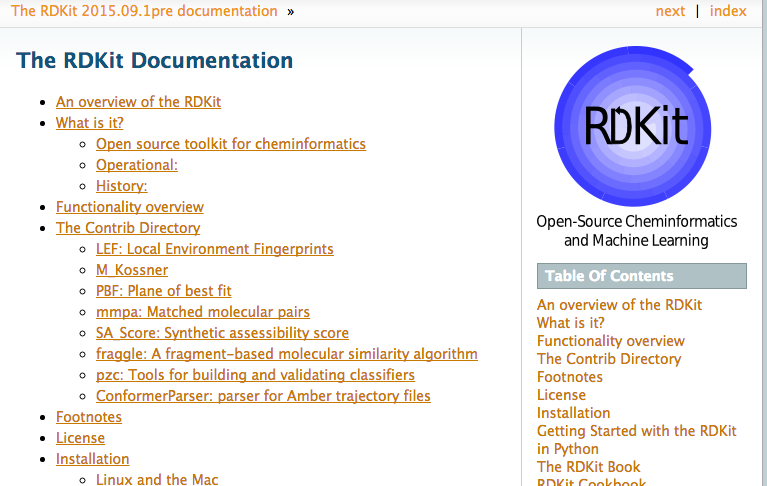 The RDKit 2015.09.1pre documentation »
next | index
The RDKit Documentation
An overview of the RDKit
What is it?
Open source toolkit for cheminformatics
Operational:
History:
Functionality overview
The Contrib Directory
LEF: Local Environment Fingerprints
M_Kossner
PBF: Plane of best fit
mmpa: Matched molecular pairs
SA_Score: Synthetic assessibility score
fraggle: A fragment-based molecular similarity algorithm
pzc: Tools for building and validating classifiers
ConformerParser: parser for Amber trajectory files
Footnotes
License
Installation
Linux and the Mac
RDKit
Open-Source Cheminformatics
and Machine Learning
Table Of Contents
An overview of the RDKit
What is it?
Functionality overview
The Contrib Directory
Footnotes
License
Installation
Getting Started with the RDKit
in Python
The RDKit Book
RDKit Cookbook